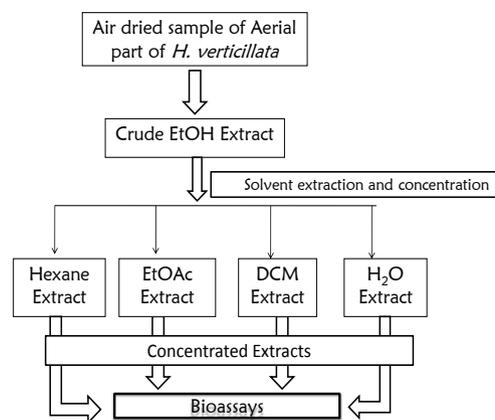 Air dried sample of Aerial
part of H. verticillata
Crude EtOH Extract
Solvent extraction and concentration
Hexane
Extract
EtOAc
Extract
DCM
Extract
H₂O
Extract
Concentrated Extracts
Bioassays